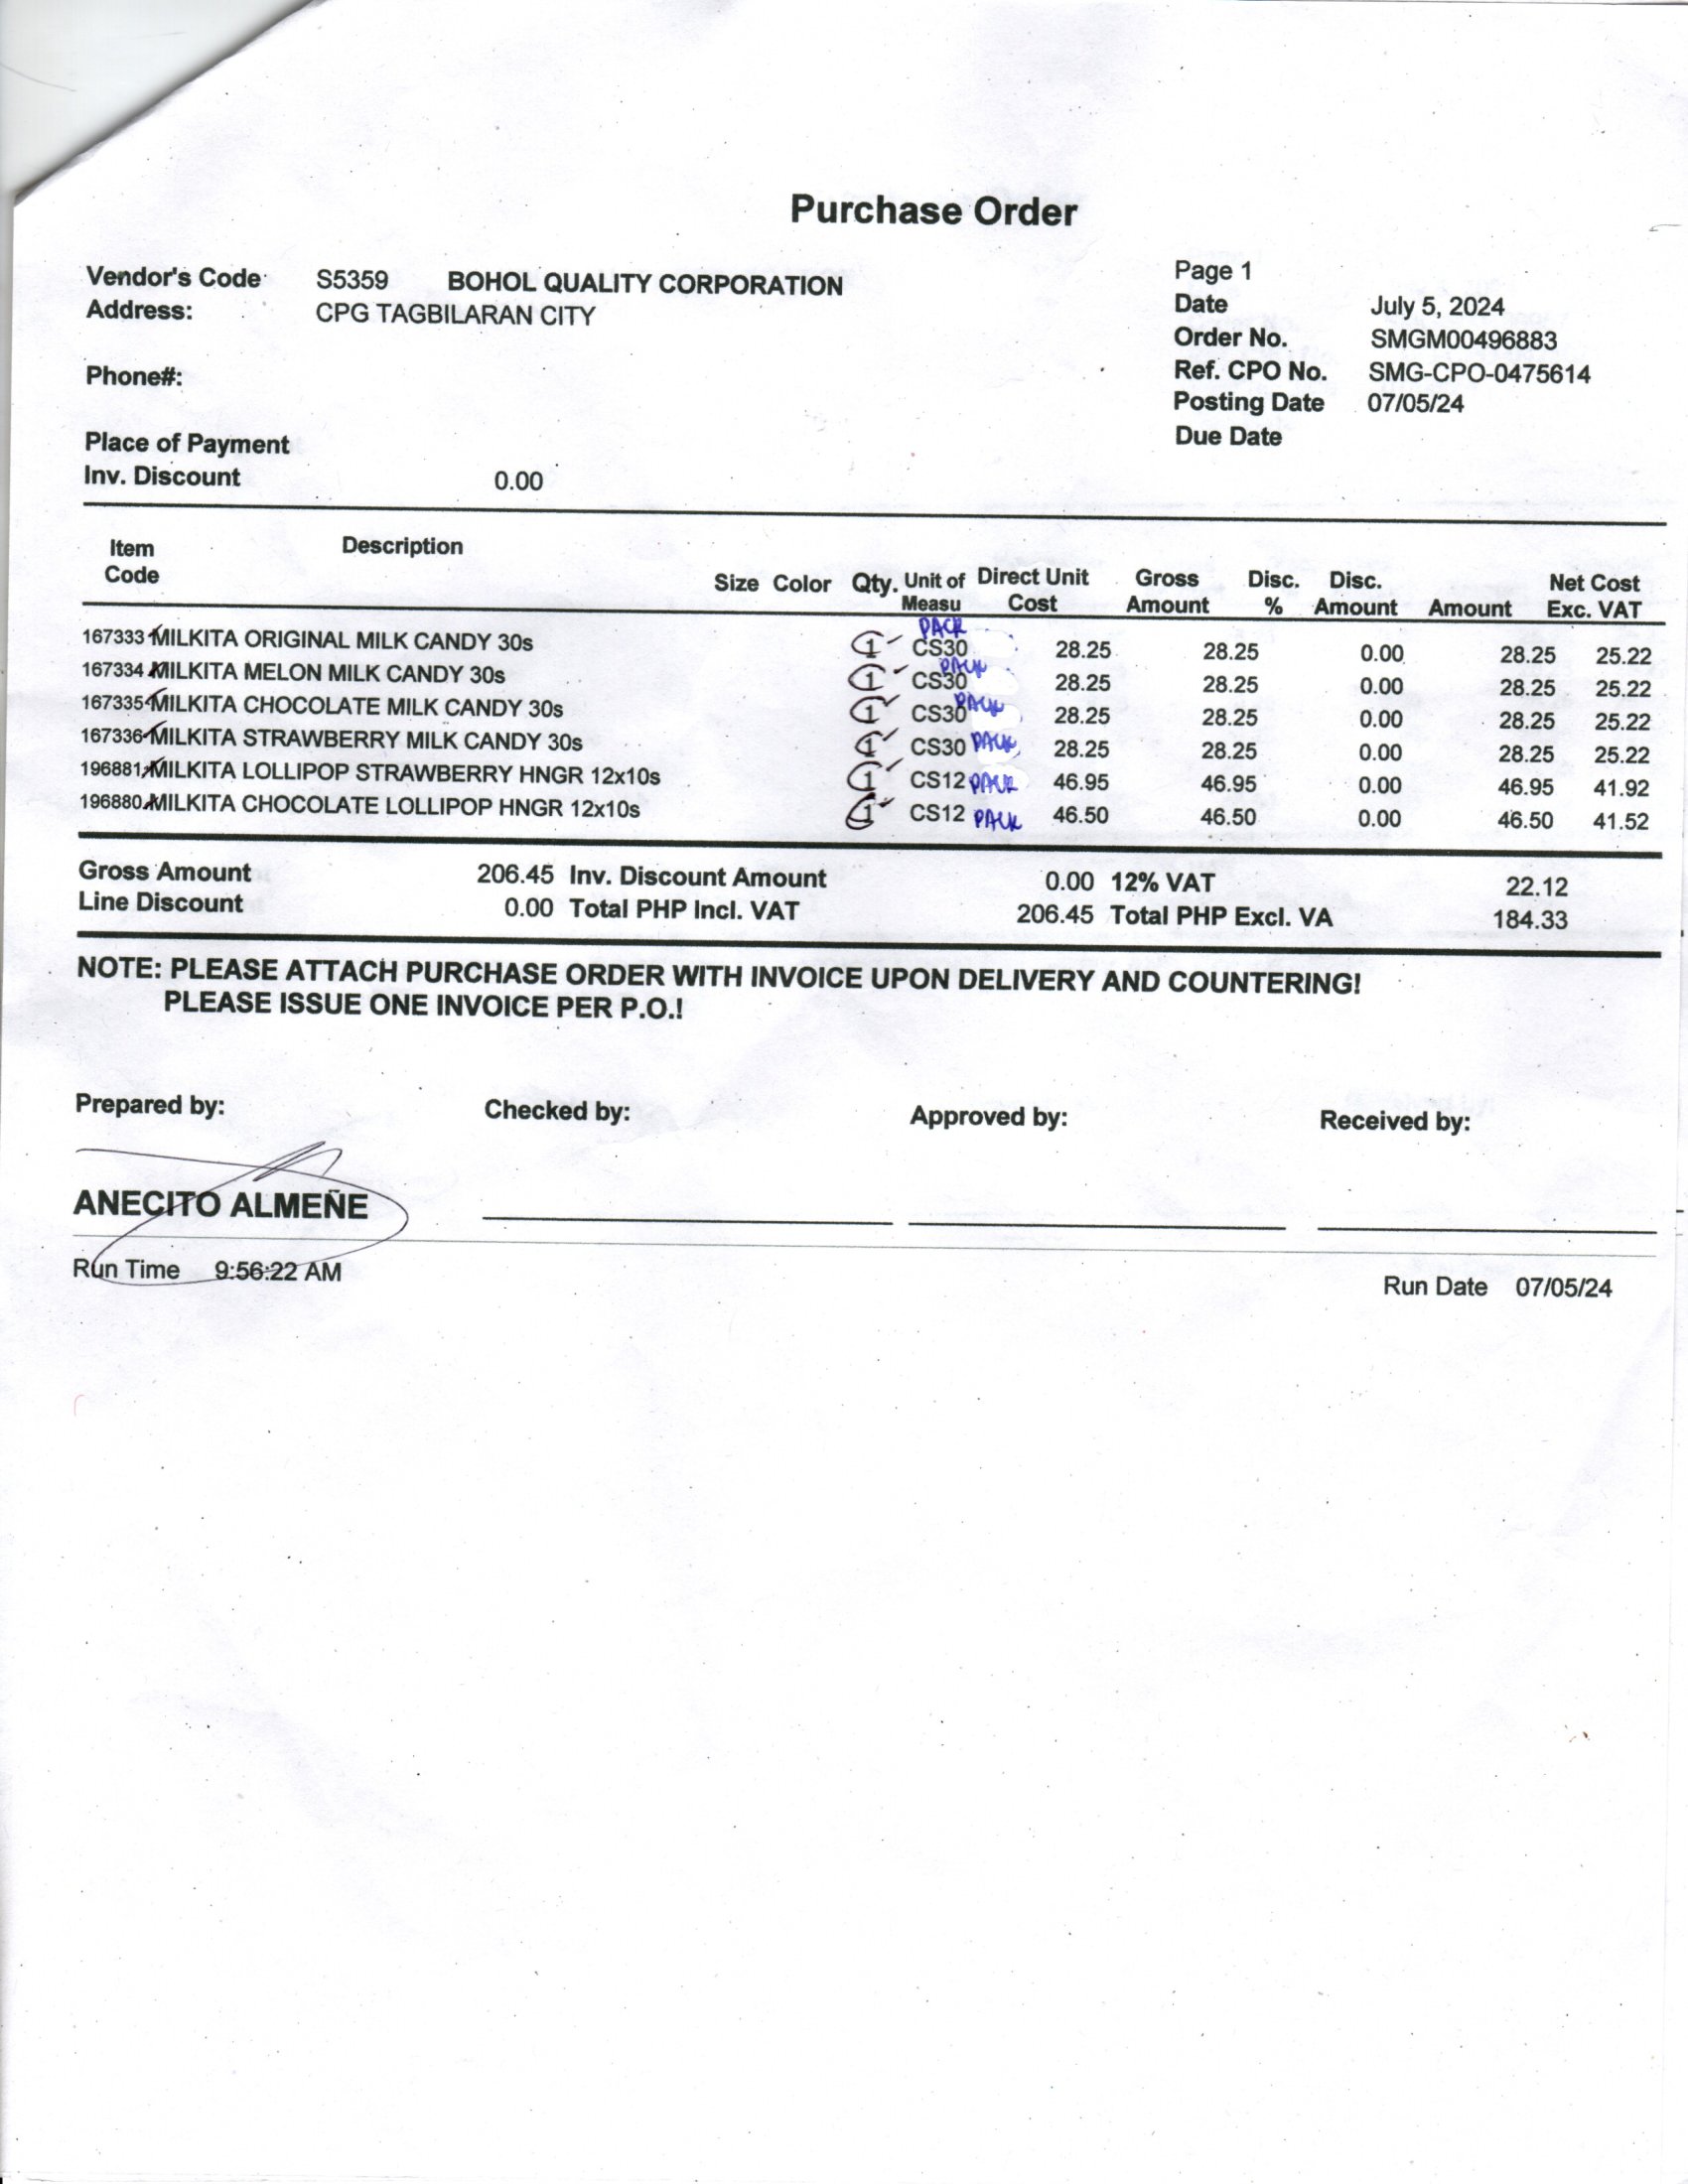 Purchase Order
Vendor's Code S5359 BOHOL QUALITY CORPORATION
Address: CPG TAGBILARAN CITY
Phone#:
Place of Payment
Inv. Discount 0.00
Page 1
Date July 5, 2024
Order No. SMGM00496883
Ref. CPO No. SMG-CPO-0475614
Posting Date 07/05/24
Due Date
Item Code Description Size Color Qty. Unit of Measu Direct Unit Cost Gross Amount Disc. % Disc. Amount Amount Net Cost Exc. VAT
167333 MILKITA ORIGINAL MILK CANDY 30s 1 CS30 PACK 28.25 28.25 0.00 28.25 25.22
167334 MILKITA MELON MILK CANDY 30s 1 CS30 PACK 28.25 28.25 0.00 28.25 25.22
167335 MILKITA CHOCOLATE MILK CANDY 30s 1 CS30 PACK 28.25 28.25 0.00 28.25 25.22
167336 MILKITA STRAWBERRY MILK CANDY 30s 1 CS30 PACK 28.25 28.25 0.00 28.25 25.22
196881 MILKITA LOLLIPOP STRAWBERRY HNGR 12x10s 1 CS12 PACK 46.95 46.95 0.00 46.95 41.92
196880 MILKITA CHOCOLATE LOLLIPOP HNGR 12x10s 1 CS12 PACK 46.50 46.50 0.00 46.50 41.52
Gross Amount 206.45 Inv. Discount Amount 0.00 12% VAT 22.12
Line Discount 0.00 Total PHP Incl. VAT 206.45 Total PHP Excl. VA 184.33
NOTE: PLEASE ATTACH PURCHASE ORDER WITH INVOICE UPON DELIVERY AND COUNTERING!
PLEASE ISSUE ONE INVOICE PER P.O.!
Prepared by: Checked by: Approved by: Received by:
ANECITO ALMEÑE
Run Time 9:56:22 AM Run Date 07/05/24